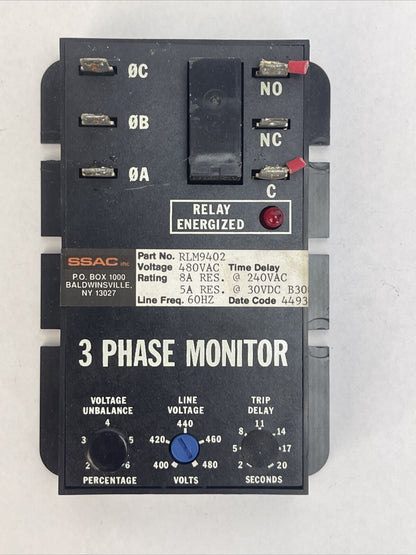 ØC
NO
ØB
NC
ØA
C
RELAY
ENERGIZED
SSAC inc.
P.O. BOX 1000
BALDWINSVILLE,
NY 13027
Part No. RLM9402
Voltage 480VAC Time Delay
Rating 8A RES. @ 240VAC
5A RES. @ 30VDC B30
Line Freq. 60HZ Date Code 4493
3 PHASE MONITOR
VOLTAGE
UNBALANCE
4
3 5
2 6
PERCENTAGE
LINE
VOLTAGE
440
420 460
400 480
VOLTS
TRIP
DELAY
11
8 14
5 17
2 20
SECONDS